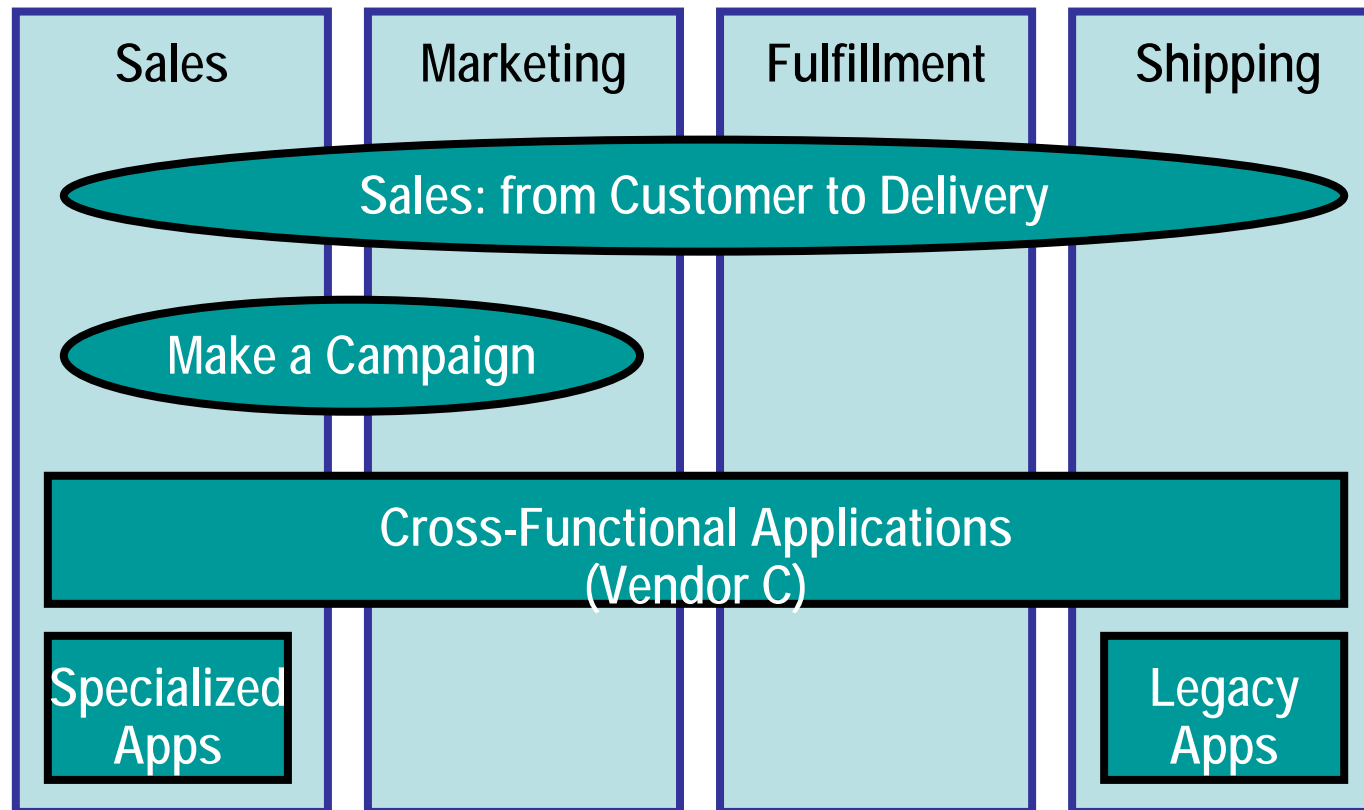 Sales
Marketing
Fulfillment
Shipping
Sales: from Customer to Delivery
Make a Campaign
Cross-Functional Applications
(Vendor C)
Specialized
Apps
Legacy
Apps